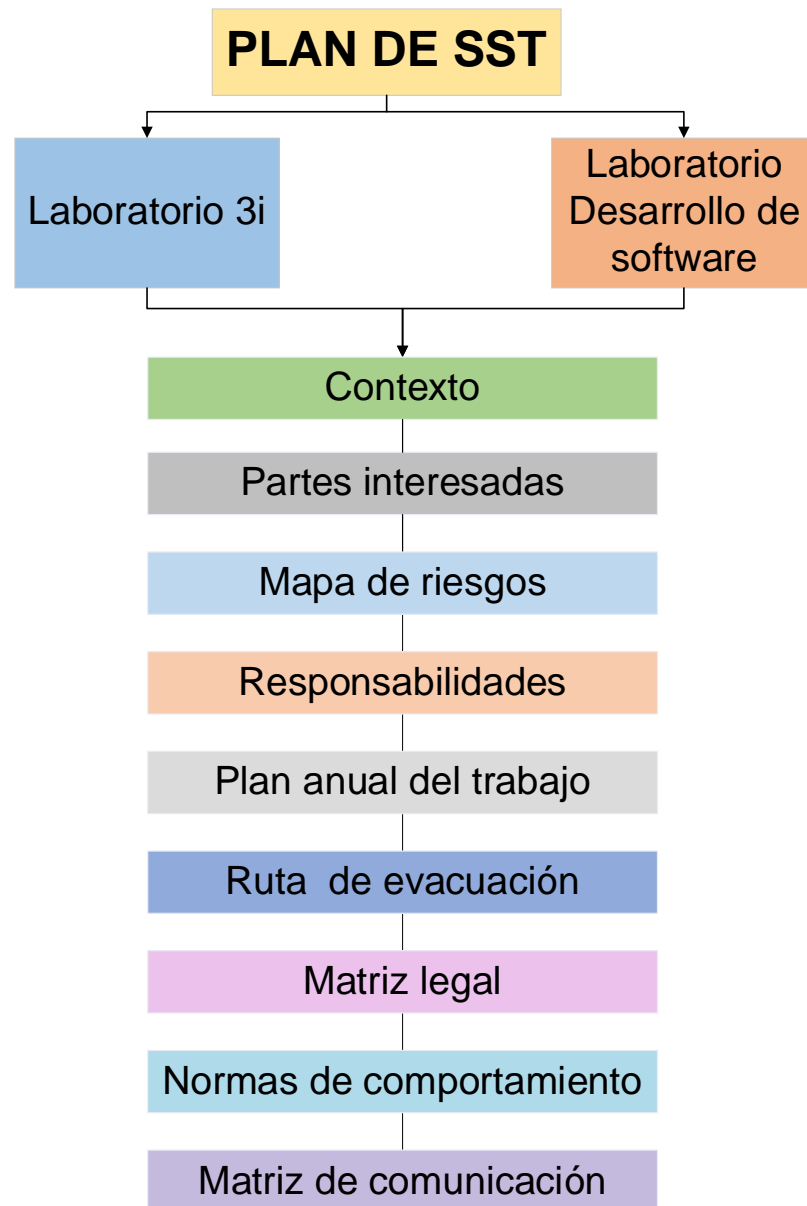 PLAN DE SST
Laboratorio 3i
Laboratorio
Desarrollo de
software
Contexto
Partes interesadas
Mapa de riesgos
Responsabilidades
Plan anual del trabajo
Ruta  de evacuación
Matriz legal
Normas de comportamiento
Matriz de comunicación